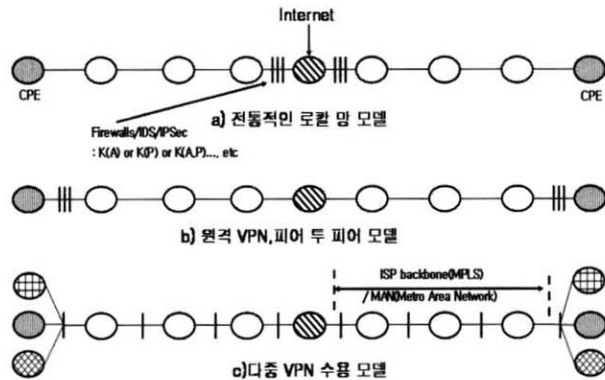 Internet
CPE
CPE
Firewalls/IDS/IPSec
: K(A) or K(P) or K(A,P)..., etc
a) 전통적인 로칼 망 모델
b) 원격 VPN,피어 투 피어 모델
ISP backbone(MPLS)
/ MAN(Metro Area Network)
c)다중 VPN 수용 모델